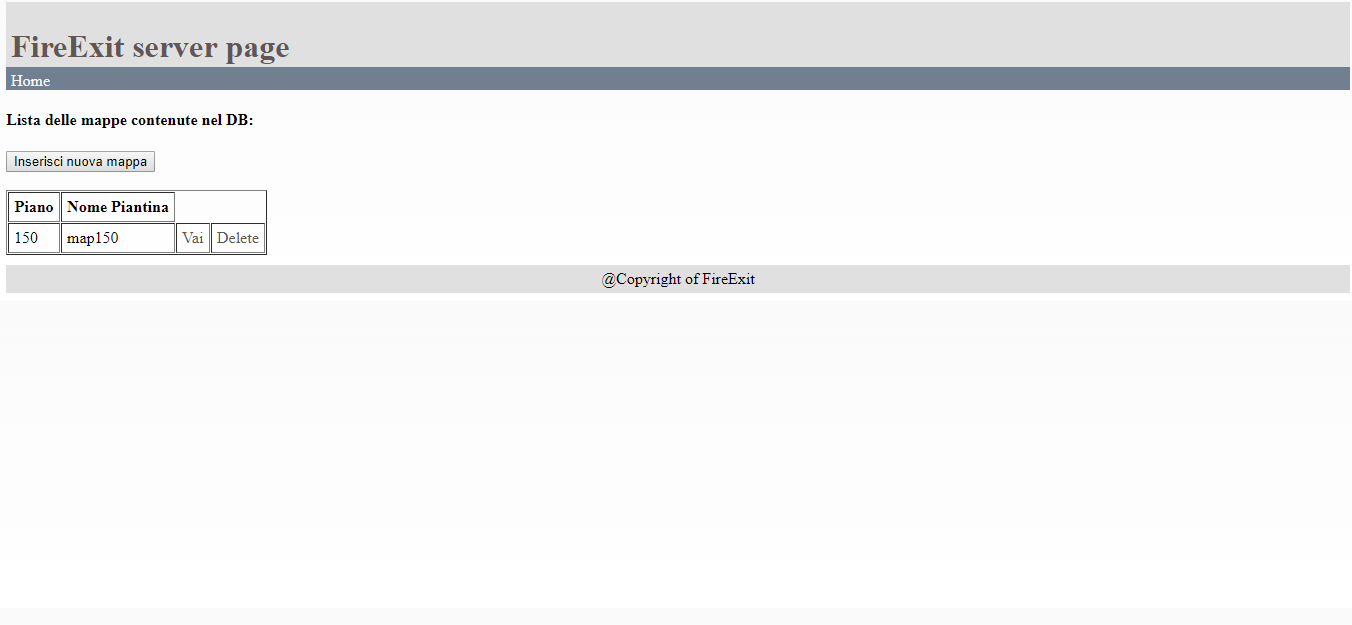 FireExit server page
Home
Lista delle mappe contenute nel DB:
Inserisci nuova mappa
Piano Nome Piantina
150 map150 Vai Delete
@Copyright of FireExit